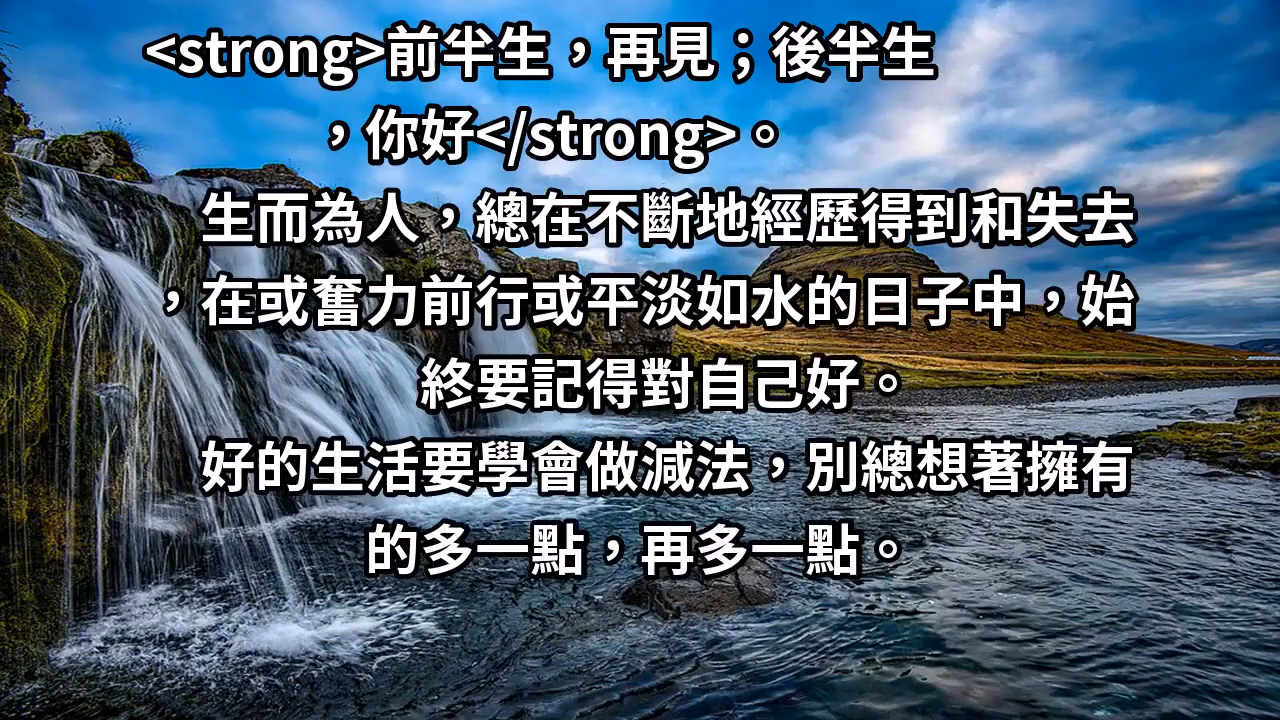 <strong>前半生，再見；後半生
，你好</strong>。
生而為人，總在不斷地經歷得到和失去
，在或奮力前行或平淡如水的日子中，始
終要記得對自己好。
好的生活要學會做減法，別總想著擁有
的多一點，再多一點。